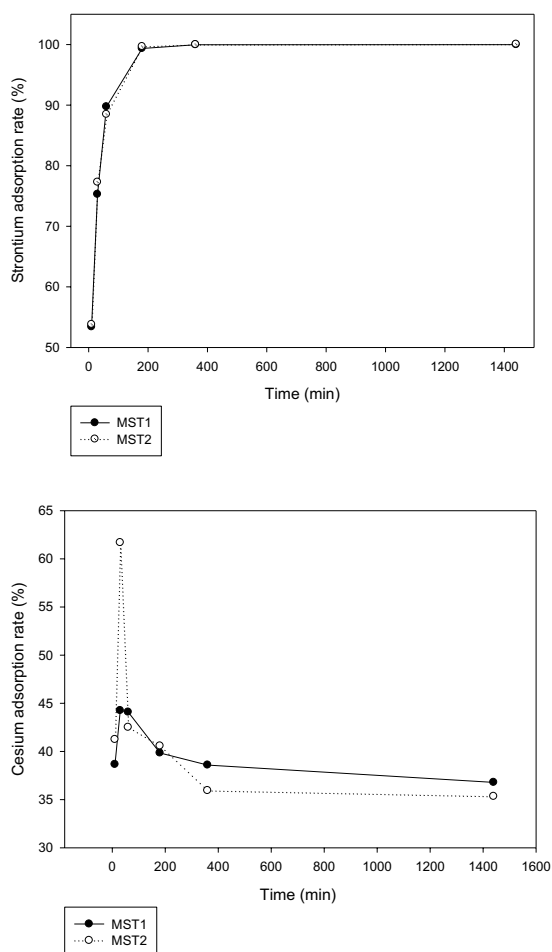 100
90
80
70
60
50
Strontium adsorption rate (%)
0 200 400 600 800 1000 1200 1400
Time (min)
MST1
MST2
65
60
55
50
45
40
35
30
Cesium adsorption rate (%)
0 200 400 600 800 1000 1200 1400 1600
Time (min)
MST1
MST2